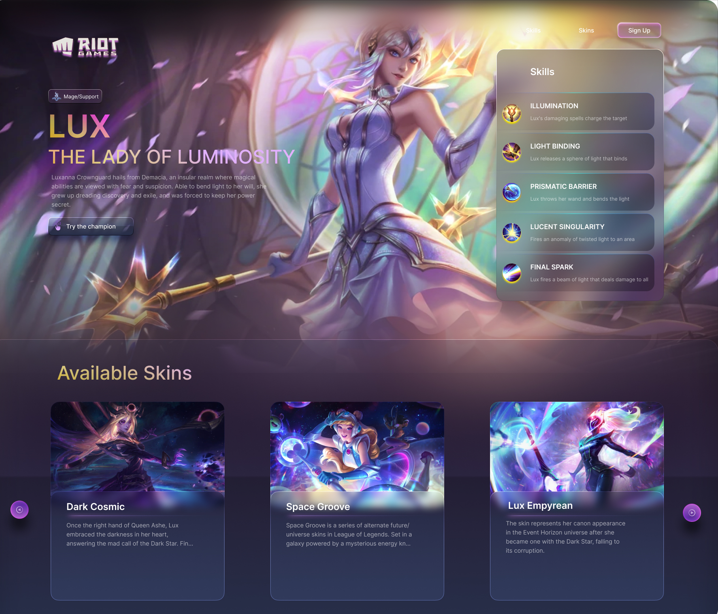 RIOT
GAMES
Skins
Sign Up
Mage/Support
LUX
THE LADY OF LUMINOSITY
Luxanna Crownguard hails from Demacia, an insular realm where magical
abilities are viewed with fear and suspicion. Able to bend light to her will, she
grew up dreading discovery and exile, and was forced to keep her power
secret.
Try the champion
Skills
ILLUMINATION
Lux's damaging spells charge the target
LIGHT BINDING
Lux releases a sphere of light that binds
PRISMATIC BARRIER
Lux throws her wand and bends the light
LUCENT SINGULARITY
Fires an anomaly of twisted light to an area
FINAL SPARK
Lux fires a beam of light that deals damage to all
Available Skins
Dark Cosmic
Once the right hand of Queen Ashe, Lux
embraced the darkness in her heart,
answering the mad call of the Dark Star. Fin...
Space Groove
Space Groove is a series of alternate future/
universe skins in League of Legends. Set in a
galaxy powered by a mysterious energy kn...
Lux Empyrean
The skin represents her canon appearance
in the Event Horizon universe after she
became one with the Dark Star, falling to
its corruption.